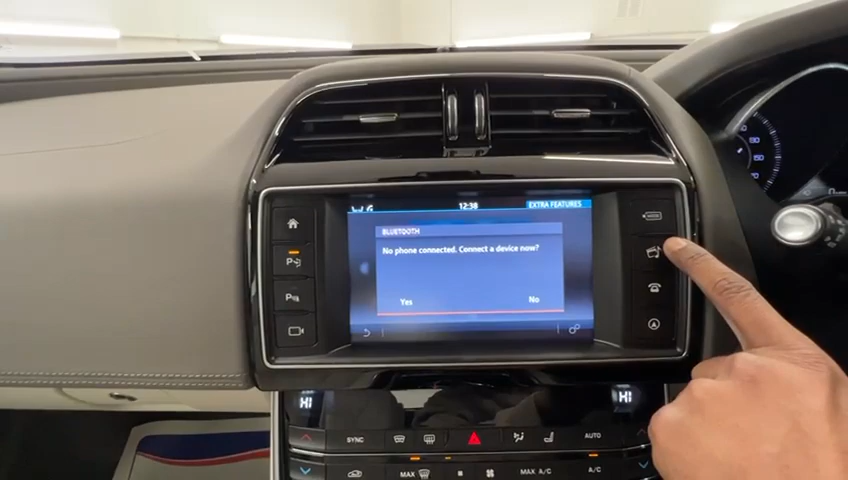 12:38
EXTRA FEATURES
BLUETOOTH
No phone connected. Connect a device now?
Yes
No
HI
HI
SYNC
AUTO
MAX
MAX A/C
A/C